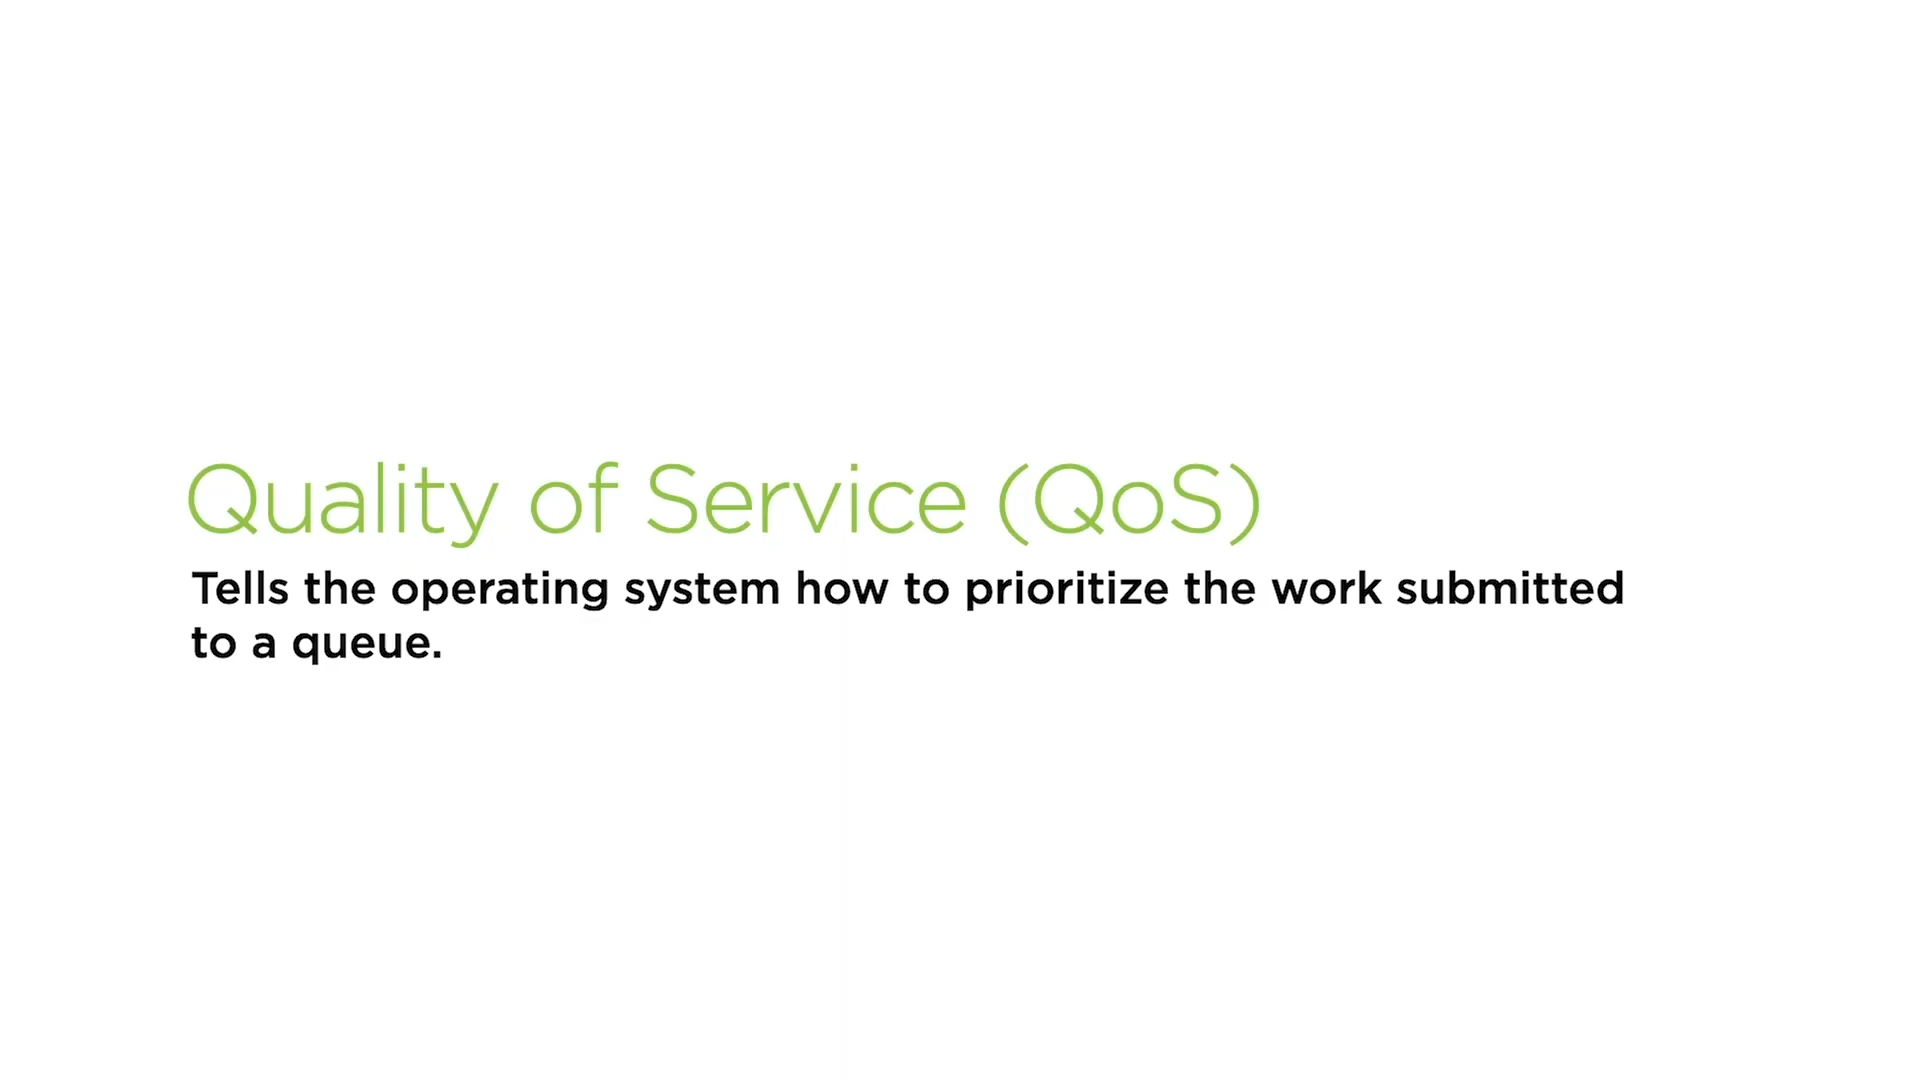 Quality of Service (QoS)
Tells the operating system how to prioritize the work submitted
to a queue.